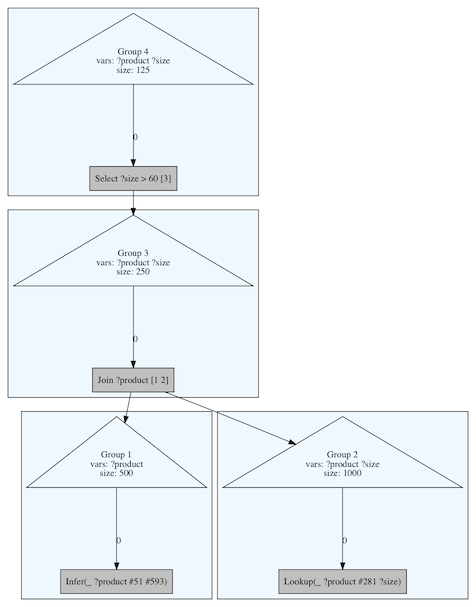 Group 4
vars: ?product ?size
size: 125
0
Select ?size > 60 [3]
Group 3
vars: ?product ?size
size: 250
0
Join ?product [1 2]
Group 1
vars: ?product
size: 500
0
Infer(_ ?product #51 #593)
Group 2
vars: ?product ?size
size: 1000
0
Lookup(_ ?product #281 ?size)